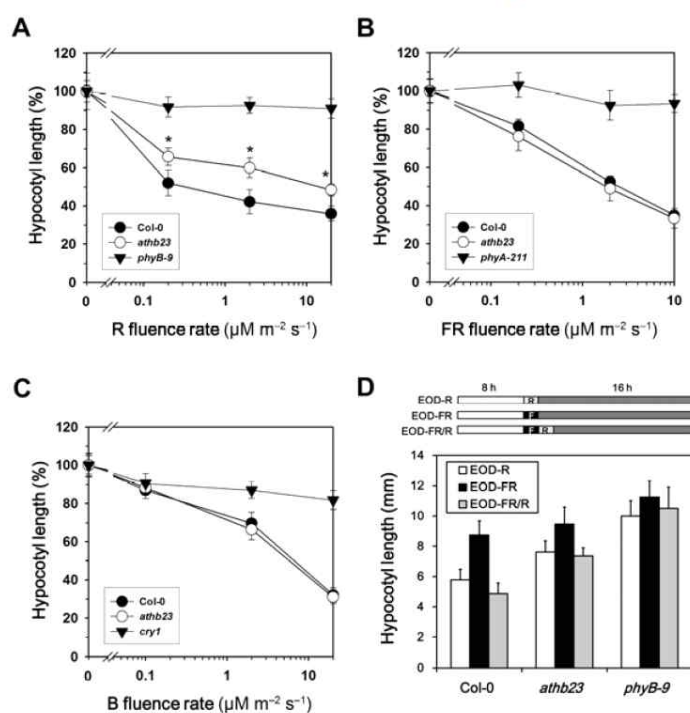 A
120
100
80
60
40
20
0
Hypocotyl length (%)
*
*
*
Col-0
athb23
phyB-9
0
0.1
1
10
R fluence rate (µM m⁻² s⁻¹)
B
120
100
80
60
40
20
0
Hypocotyl length (%)
Col-0
athb23
phyA-211
0
0.1
1
10
FR fluence rate (µM m⁻² s⁻¹)
C
120
100
80
60
40
20
0
Hypocotyl length (%)
Col-0
athb23
cry1
0
0.1
1
10
B fluence rate (µM m⁻² s⁻¹)
D
8 h 16 h
EOD-R R
EOD-FR F
EOD-FR/R F R
14
12
10
8
6
4
2
0
Hypocotyl length (mm)
EOD-R
EOD-FR
EOD-FR/R
Col-0 athb23 phyB-9